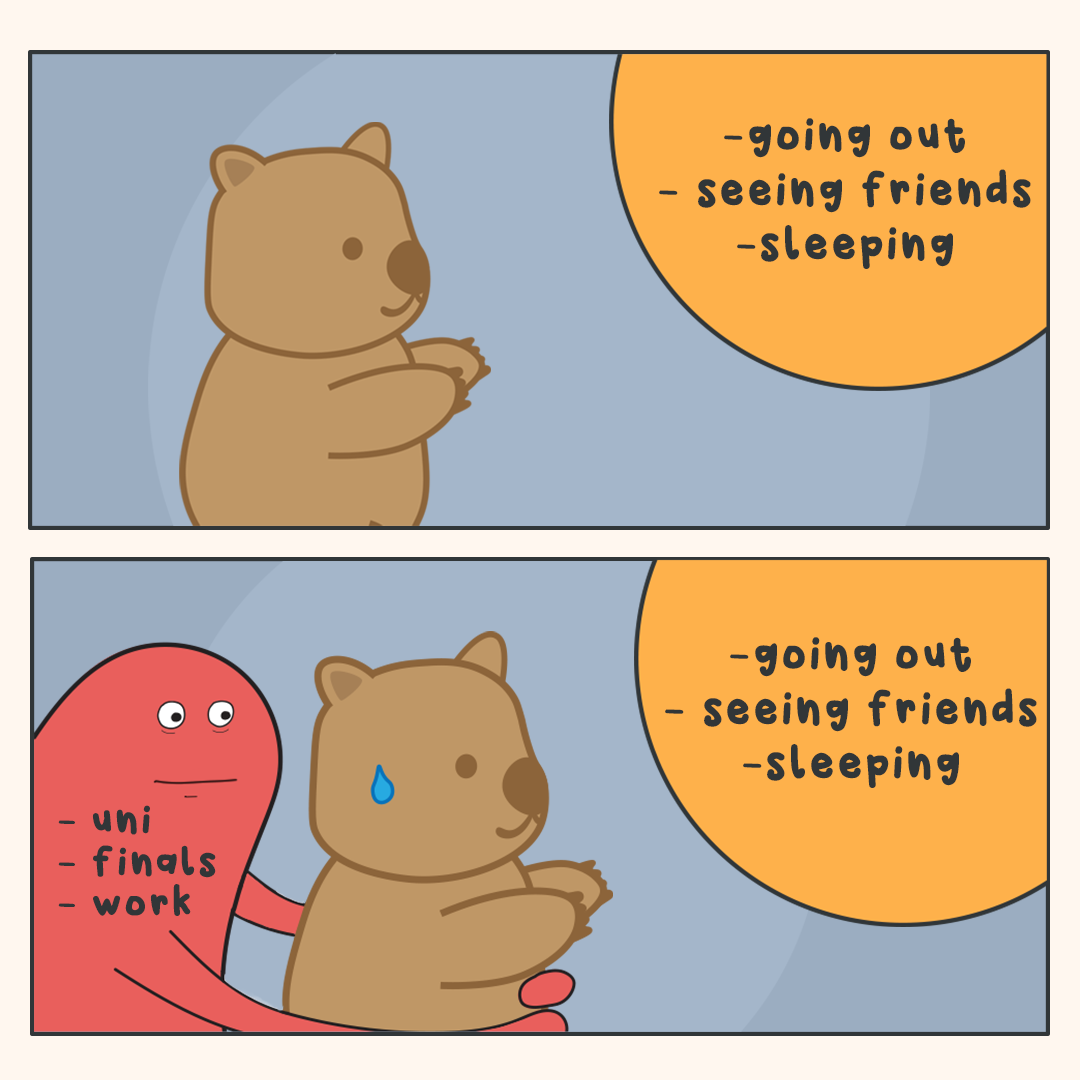 -going out
- seeing friends
-sleeping
-going out
- seeing friends
-sleeping
- uni
- finals
- work